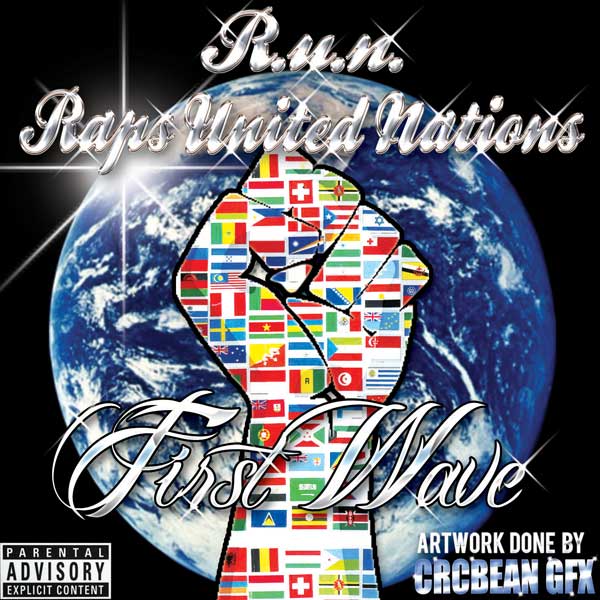 R.u.n.
Raps United Nations
First Wave
PARENTAL
ADVISORY
EXPLICIT CONTENT
ARTWORK DONE BY
CRCBEAN GFX